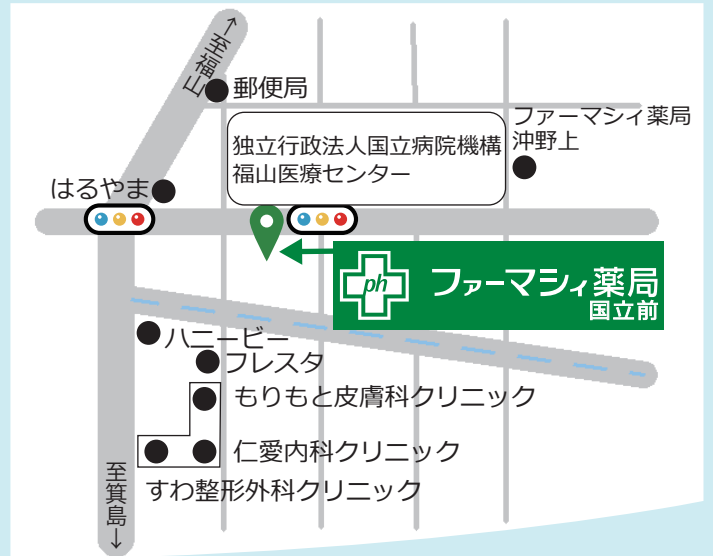 ←至福山
郵便局
ファーマシィ薬局
沖野上
独立行政法人国立病院機構
福山医療センター
はるやま
ph
ファーマシィ薬局
国立前
ハニービー
フレスタ
もりもと皮膚科クリニック
仁愛内科クリニック
すわ整形外科クリニック
至箕島→